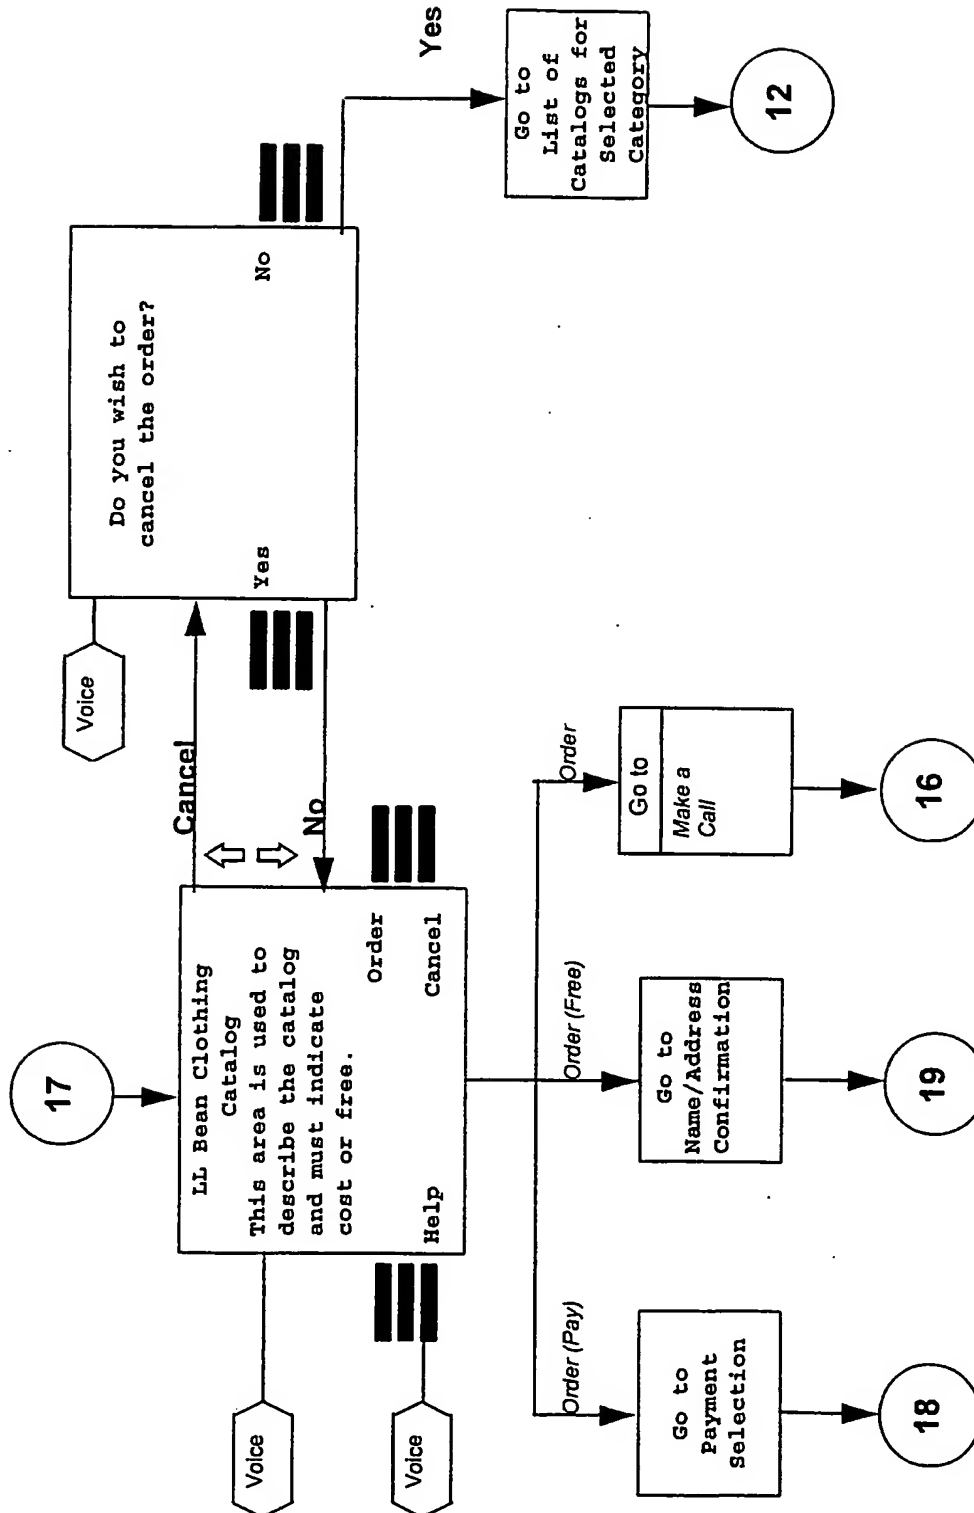 17
Voice
LL Bean Clothing
Catalog
This area is used to
describe the catalog
and must indicate
cost or free.
Order
Help
Cancel
Voice
Cancel
No
Voice
Do you wish to
cancel the order?
Yes
No
Yes
Go to
List of
Catalogs for
Selected
Category
12
Order (Pay)
Go to
Payment
Selection
18
Order (Free)
Go to
Name/Address
Confirmation
19
Order
Go to
Make a
Call
16